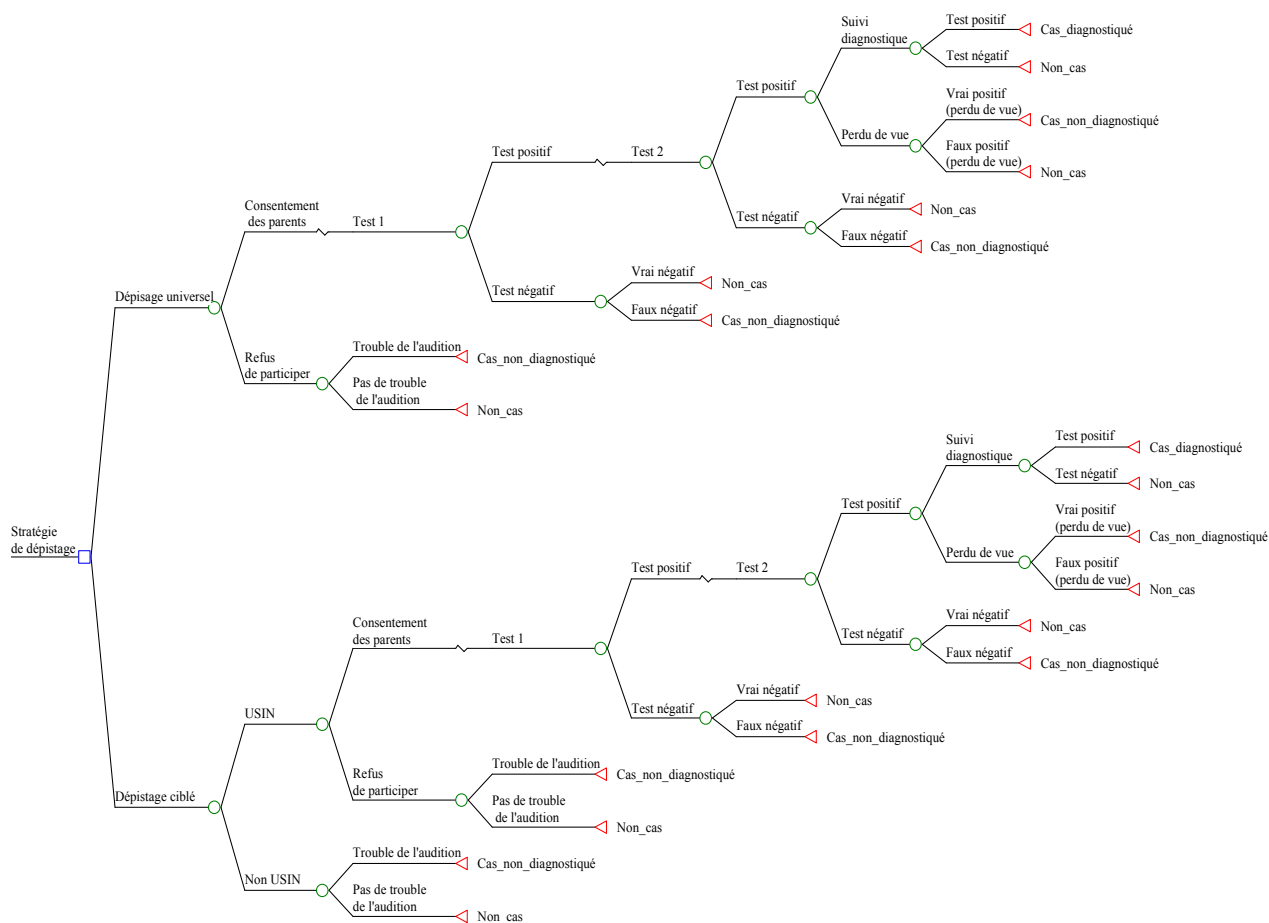 Suivi
diagnostique
Test positif
Cas_diagnostiqué
Test négatif
Non_cas
Test positif
Vrai positif
(perdu de vue)
Cas_non_diagnostiqué
Perdu de vue
Faux positif
(perdu de vue)
Non_cas
Test positif
Test 2
Vrai négatif
Non_cas
Test négatif
Faux négatif
Cas_non_diagnostiqué
Consentement
des parents
Test 1
Vrai négatif
Non_cas
Test négatif
Faux négatif
Cas_non_diagnostiqué
Dépisage universel
Refus
de participer
Trouble de l'audition
Cas_non_diagnostiqué
Pas de trouble
de l'audition
Non_cas
Stratégie
de dépistage
Suivi
diagnostique
Test positif
Cas_diagnostiqué
Test négatif
Non_cas
Test positif
Vrai positif
(perdu de vue)
Cas_non_diagnostiqué
Perdu de vue
Faux positif
(perdu de vue)
Non_cas
Test positif
Test 2
Vrai négatif
Non_cas
Test négatif
Faux négatif
Cas_non_diagnostiqué
Consentement
des parents
Test 1
Vrai négatif
Non_cas
Test négatif
Faux négatif
Cas_non_diagnostiqué
USIN
Refus
de participer
Trouble de l'audition
Cas_non_diagnostiqué
Pas de trouble
de l'audition
Non_cas
Dépistage ciblé
Non USIN
Trouble de l'audition
Cas_non_diagnostiqué
Pas de trouble
de l'audition
Non_cas